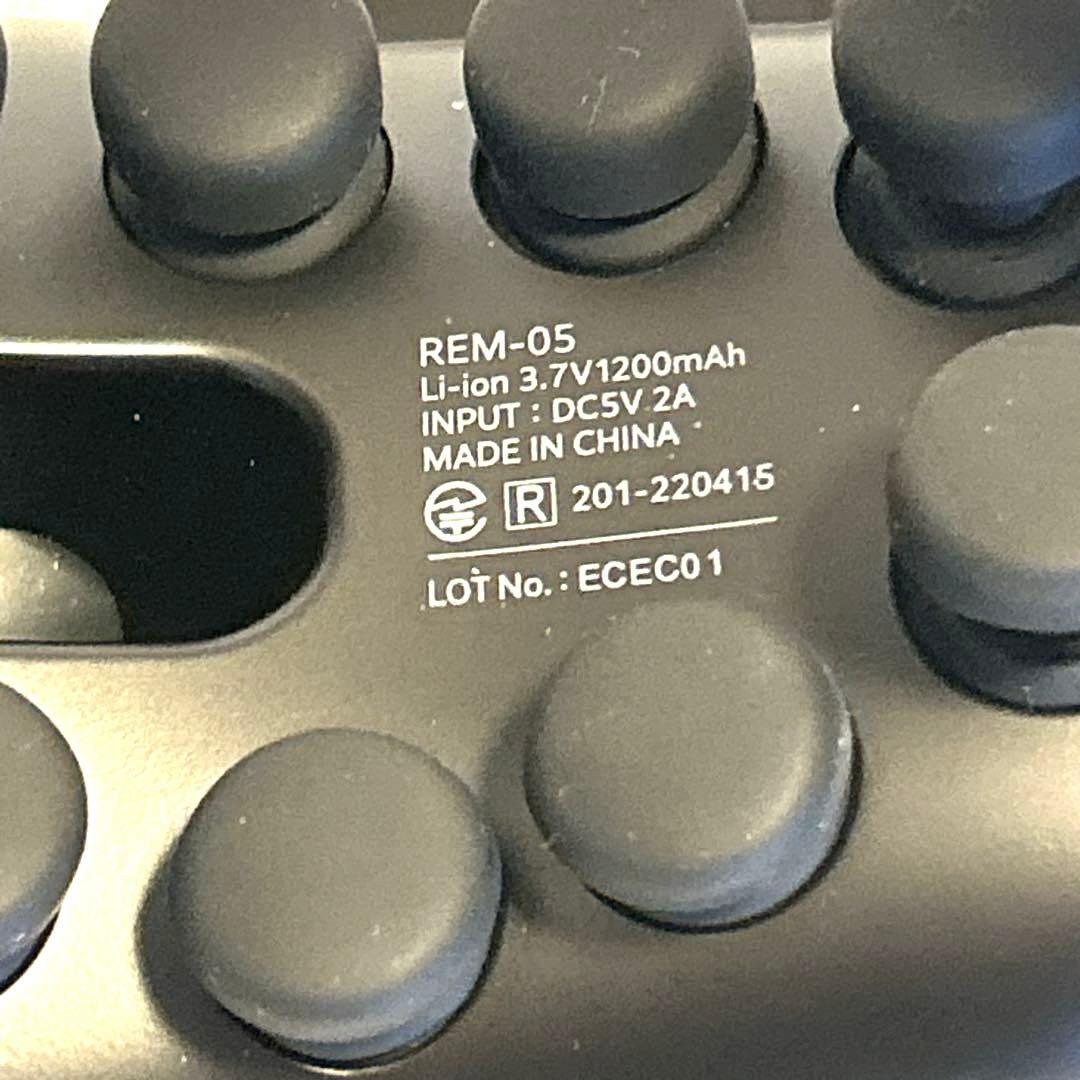 REM-05
Li-ion 3.7V1200mAh
INPUT : DC5V 2A
MADE IN CHINA
R 201-220415
LOT No. : ECEC01